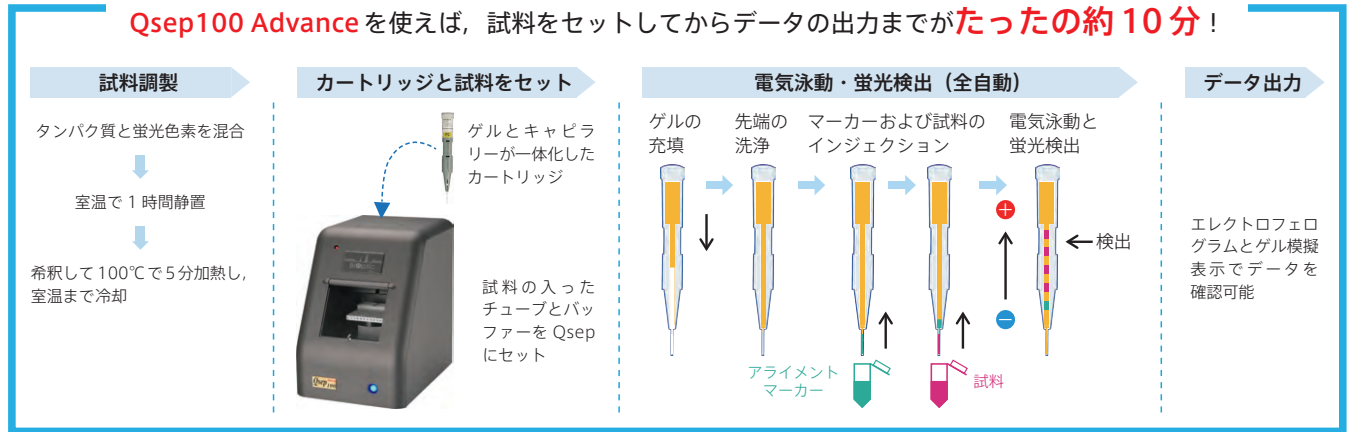 Qsep100 Advance を使えば，試料をセットしてからデータの出力までがたったの約 10 分！
試料調製
タンパク質と蛍光色素を混合
室温で 1 時間静置
希釈して 100℃で 5 分加熱し，
室温まで冷却
カートリッジと試料をセット
ゲルとキャピラ
リーが一体化した
カートリッジ
試料の入った
チューブとバッ
ファーを Qsep
にセット
電気泳動・蛍光検出（全自動）
ゲルの
充填
先端の
洗浄
マーカーおよび試料の
インジェクション
電気泳動と
蛍光検出
+
検出
−
アライメント
マーカー
試料
データ出力
エレクトロフェロ
グラムとゲル模擬
表示でデータを
確認可能